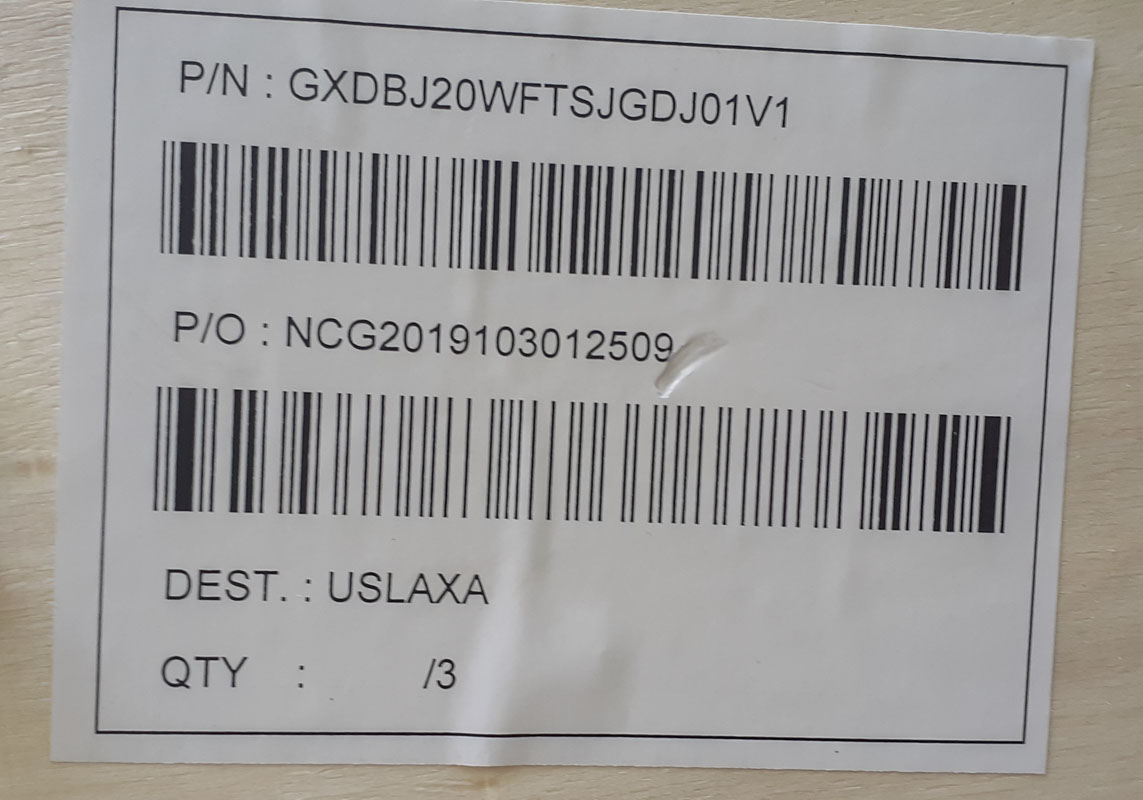 P/N : GXDBJ20WFTSJGDJ01V1
P/O : NCG2019103012509
DEST. : USLAXA
QTY : /3